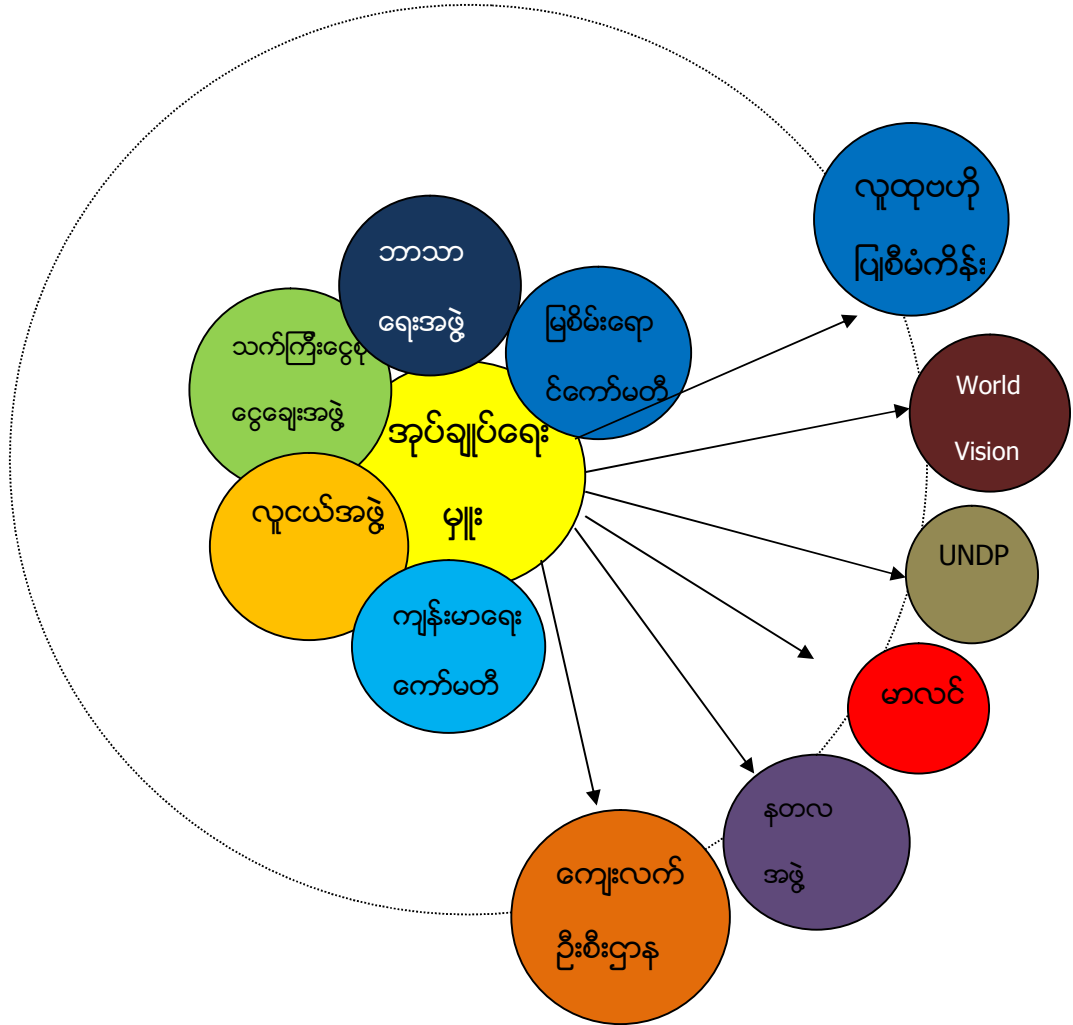 ဘာသာ
ရေးအဖွဲ့
မြစိမ်းရော
င်ကော်မတီ
သက်ကြီးငွေစု
ငွေချေးအဖွဲ့
အုပ်ချုပ်ရေး
မှူး
လူငယ်အဖွဲ့
ကျန်းမာရေး
ကော်မတီ
လူထုဗဟို
ပြုစီမံကိန်း
World
Vision
UNDP
မာလင်
နတလ
အဖွဲ့
ကျေးလက်
ဦးစီးဌာန